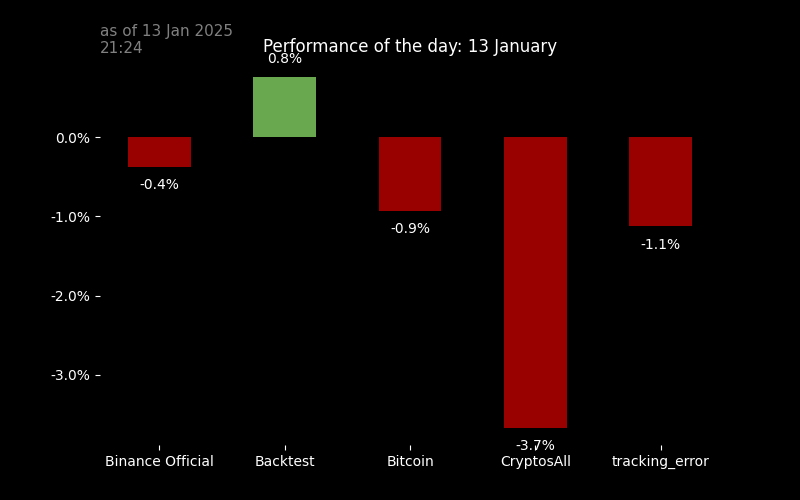 as of 13 Jan 2025
21:24
Performance of the day: 13 January
0.8%
0.0%
-0.4%
-1.0%
-0.9%
-1.1%
-2.0%
-3.0%
-3.7%
Binance Official
Backtest
Bitcoin
CryptosAll
tracking_error